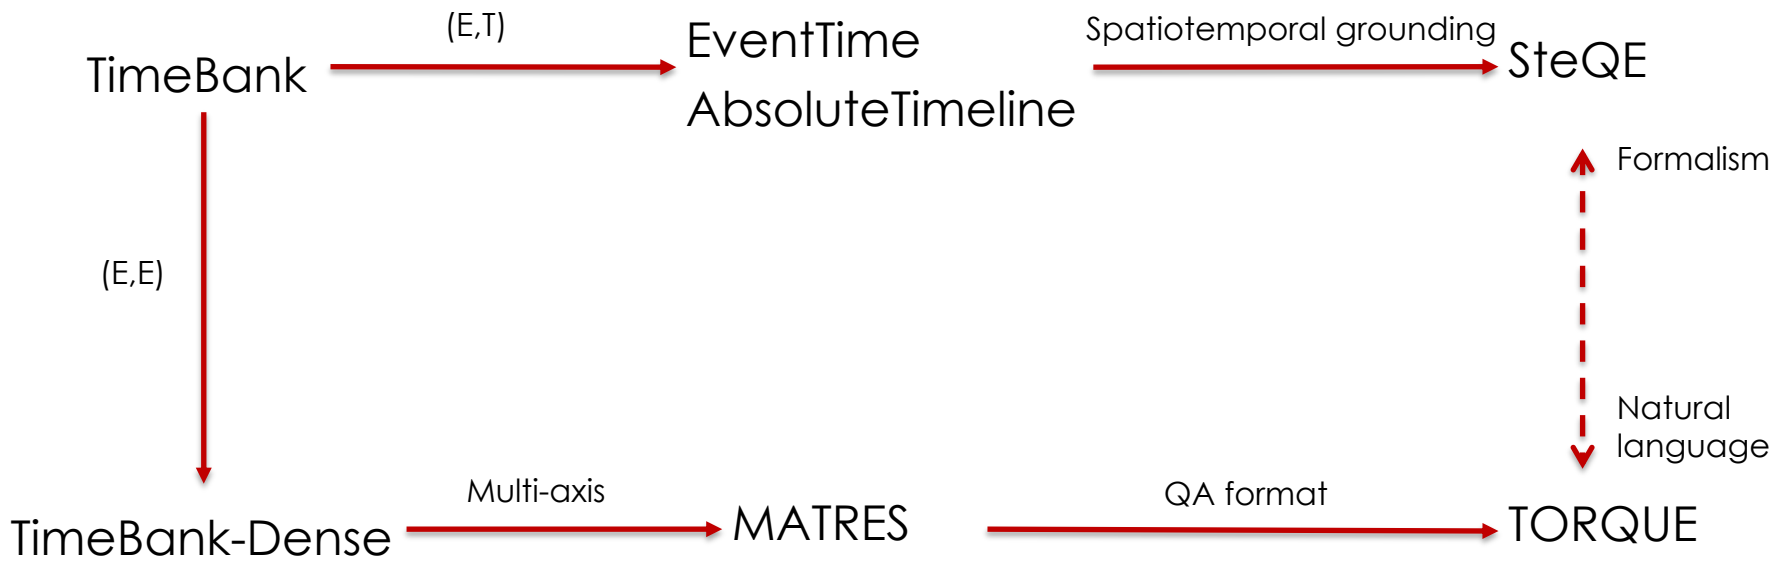 (E,T)
EventTime
Spatiotemporal grounding
SteQE
TimeBank
AbsoluteTimeline
Formalism
(E,E)
Natural
language
Multi-axis
QA format
TimeBank-Dense
MATRES
TORQUE